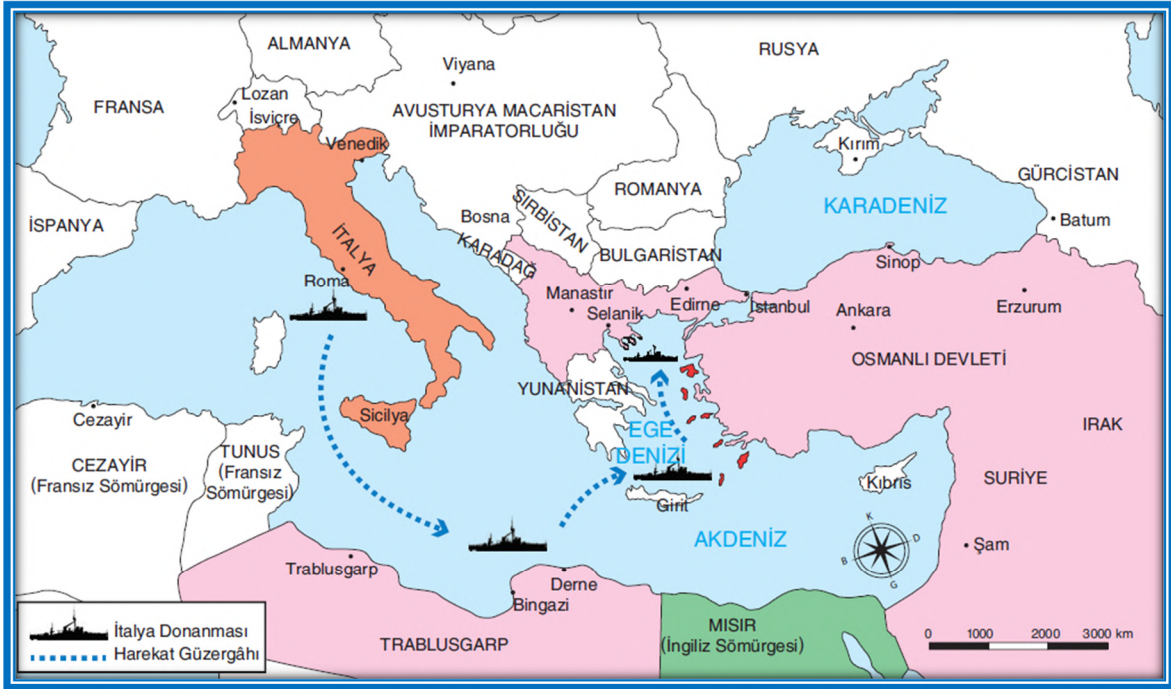 ALMANYA
RUSYA
Viyana
FRANSA
Lozan
İsviçre
AVUSTURYA MACARİSTAN
İMPARATORLUĞU
Venedik
Kırım
GÜRCİSTAN
ROMANYA
KARADENİZ
İSPANYA
Bosna
SIRBİSTAN
Batum
İTALYA
KARADAĞ
BULGARİSTAN
Sinop
Roma
Manastır
Edirne
İstanbul
Ankara
Erzurum
Selanik
OSMANLI DEVLETİ
YUNANİSTAN
Cezayir
Sicilya
IRAK
EGE
DENİZİ
TUNUS
(Fransız
Sömürgesi)
CEZAYİR
(Fransız Sömürgesi)
SURİYE
Kıbrıs
Girit
AKDENİZ
K
D
B
G
Şam
Trablusgarp
Derne
Bingazi
MISIR
(İngiliz Sömürgesi)
TRABLUSGARP
0 1000 2000 3000 km
İtalya Donanması
Harekat Güzergâhı